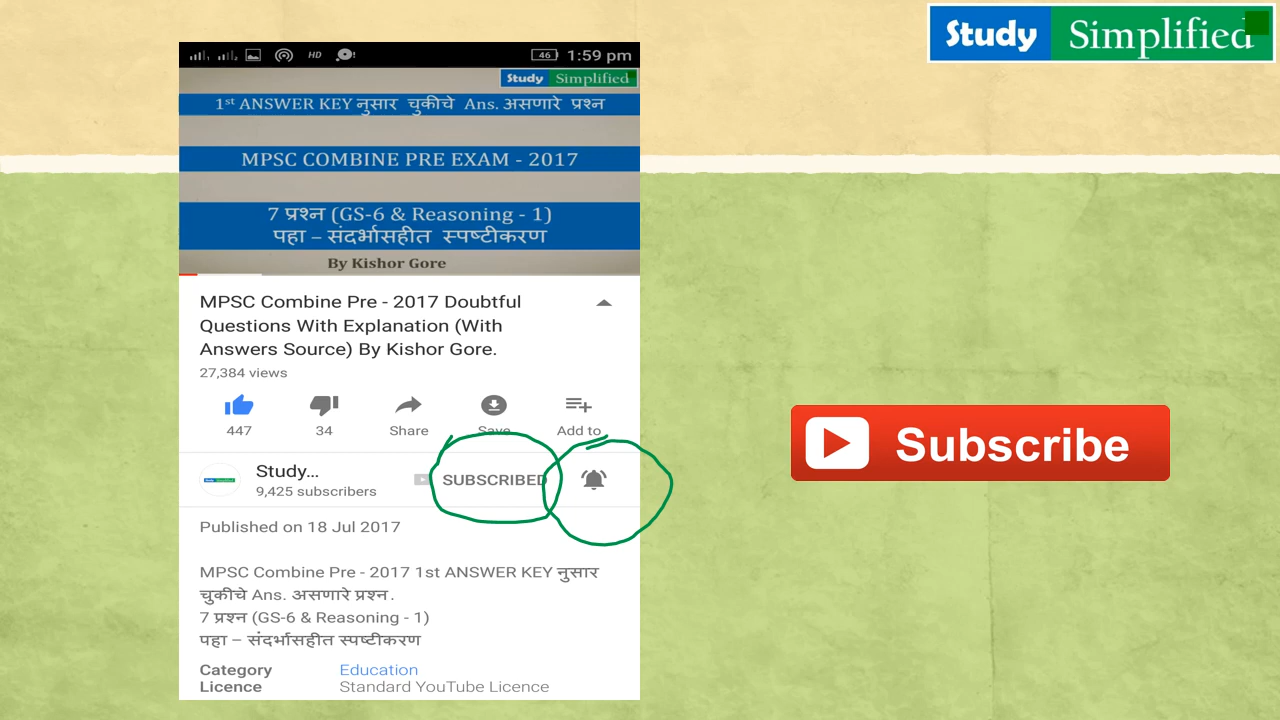 Study Simplified
HD 46 1:59 pm
Study Simplified
1st ANSWER KEY नुसार चुकीचे Ans. असणारे प्रश्न
MPSC COMBINE PRE EXAM - 2017
7 प्रश्न (GS-6 & Reasoning - 1)
पहा – संदर्भासहीत स्पष्टीकरण
By Kishor Gore
MPSC Combine Pre - 2017 Doubtful
Questions With Explanation (With
Answers Source) By Kishor Gore.
27,384 views
447 34 Share Save Add to
Study...
9,425 subscribers
SUBSCRIBED
Subscribe
Published on 18 Jul 2017
MPSC Combine Pre - 2017 1st ANSWER KEY नुसार
चुकीचे Ans. असणारे प्रश्न.
7 प्रश्न (GS-6 & Reasoning - 1)
पहा – संदर्भासहीत स्पष्टीकरण
Category Education
Licence Standard YouTube Licence